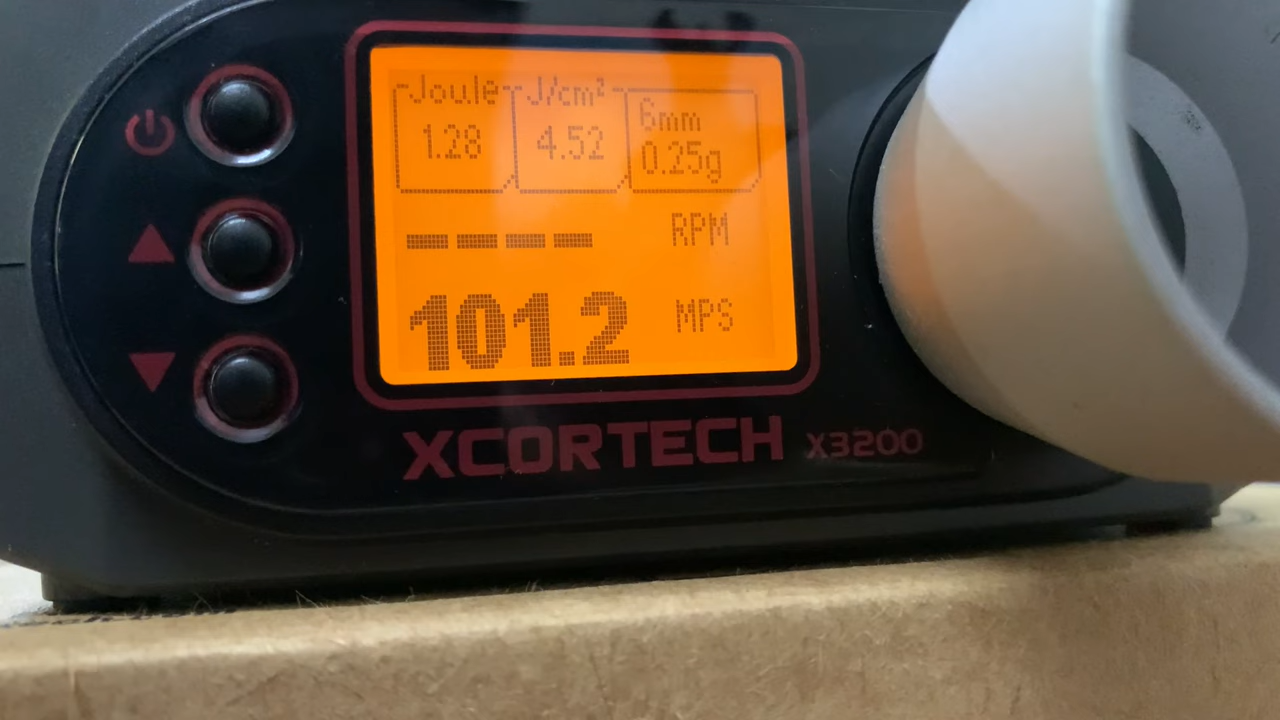 Joule J/cm² 6mm
1.28 4.52 0.25g
---- RPM
101.2 MPS
XCORTECH X3200